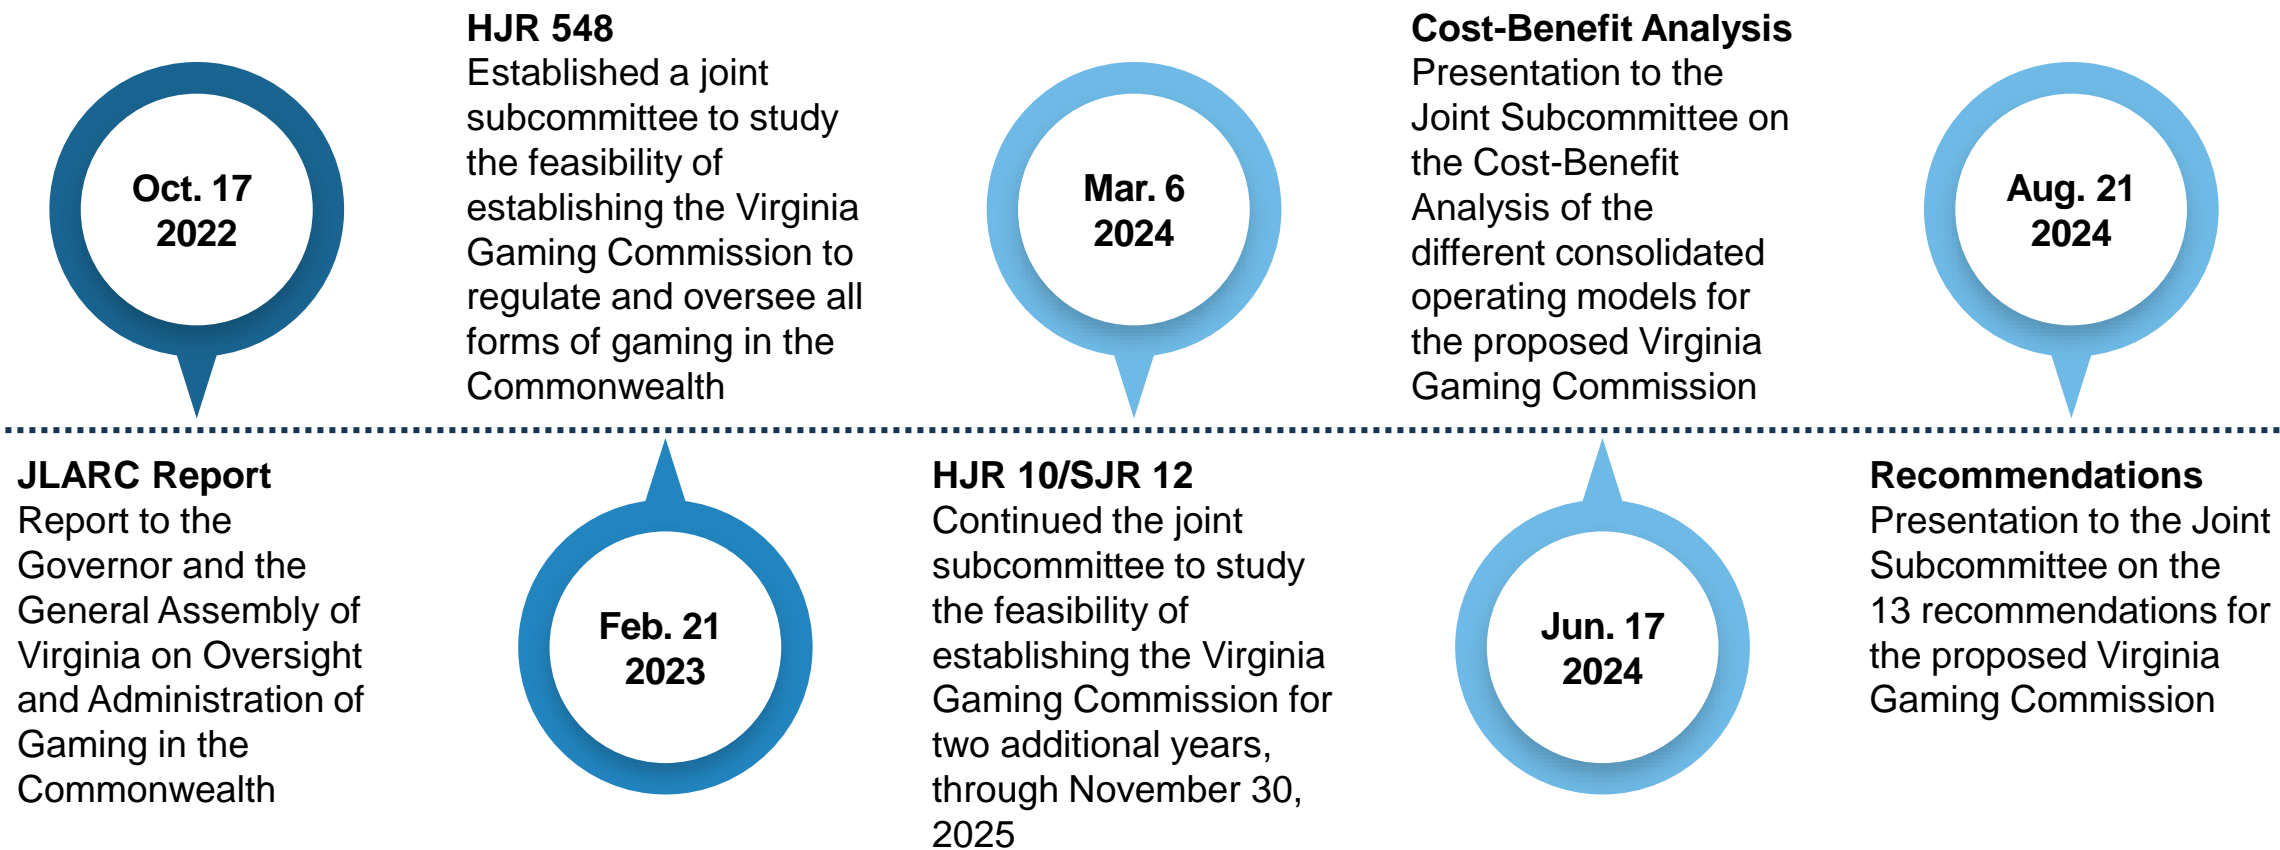 Oct. 17
2022
JLARC Report
Report to the
Governor and the
General Assembly of
Virginia on Oversight
and Administration of
Gaming in the
Commonwealth
HJR 548
Established a joint
subcommittee to study
the feasibility of
establishing the Virginia
Gaming Commission to
regulate and oversee all
forms of gaming in the
Commonwealth
Feb. 21
2023
Mar. 6
2024
HJR 10/SJR 12
Continued the joint
subcommittee to study
the feasibility of
establishing the Virginia
Gaming Commission for
two additional years,
through November 30,
2025
Cost-Benefit Analysis
Presentation to the
Joint Subcommittee on
the Cost-Benefit
Analysis of the
different consolidated
operating models for
the proposed Virginia
Gaming Commission
Jun. 17
2024
Aug. 21
2024
Recommendations
Presentation to the Joint
Subcommittee on the
13 recommendations for
the proposed Virginia
Gaming Commission